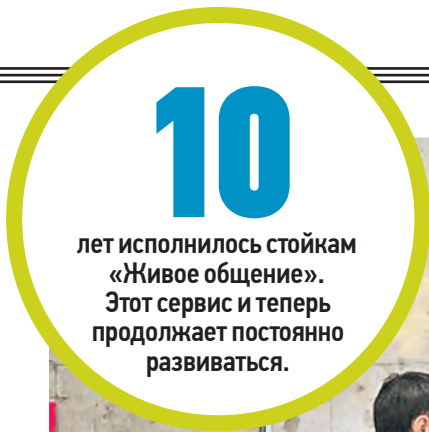 10
лет исполнилось стойкам
«Живое общение».
Этот сервис и теперь
продолжает постоянно
развиваться.